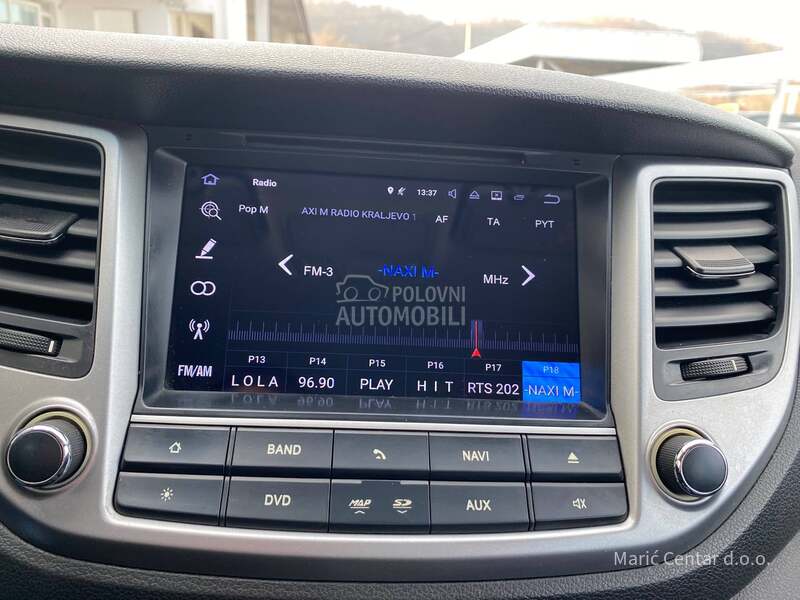 Radio
13:37
Pop M
AXI M RADIO KRALJEVO 1
AF
TA
PYT
FM-3
-NAXI M-
MHz
POLOVNI
AUTOMOBILI
FM/AM
P13 P14 P15 P16 P17 P18
LOLA 96.90 PLAY HIT RTS 202 -NAXI M-
BAND
NAVI
DVD
MAP
SD
AUX
Marić Centar d.o.o.